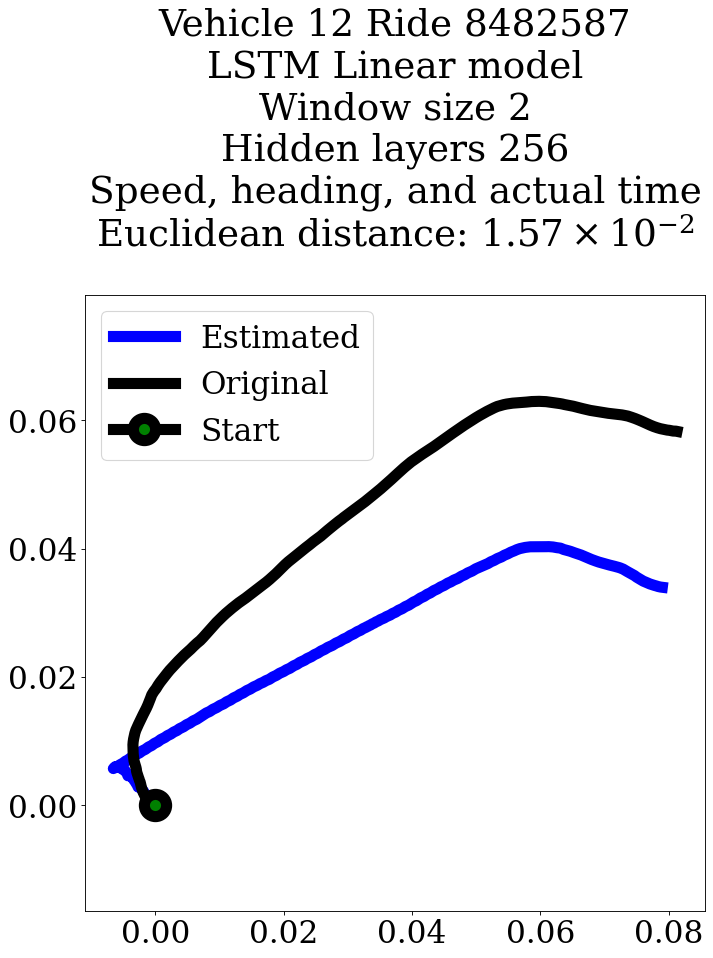 Vehicle 12 Ride 8482587
LSTM Linear model
Window size 2
Hidden layers 256
Speed, heading, and actual time
Euclidean distance: 1.57 × 10⁻²
Estimated
Original
Start
0.06
0.04
0.02
0.00
0.00 0.02 0.04 0.06 0.08